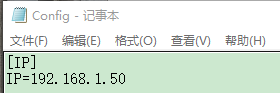 Config - 记事本
文件(F) 编辑(E) 格式(O) 查看(V) 帮助(H)
[IP]
IP=192.168.1.50